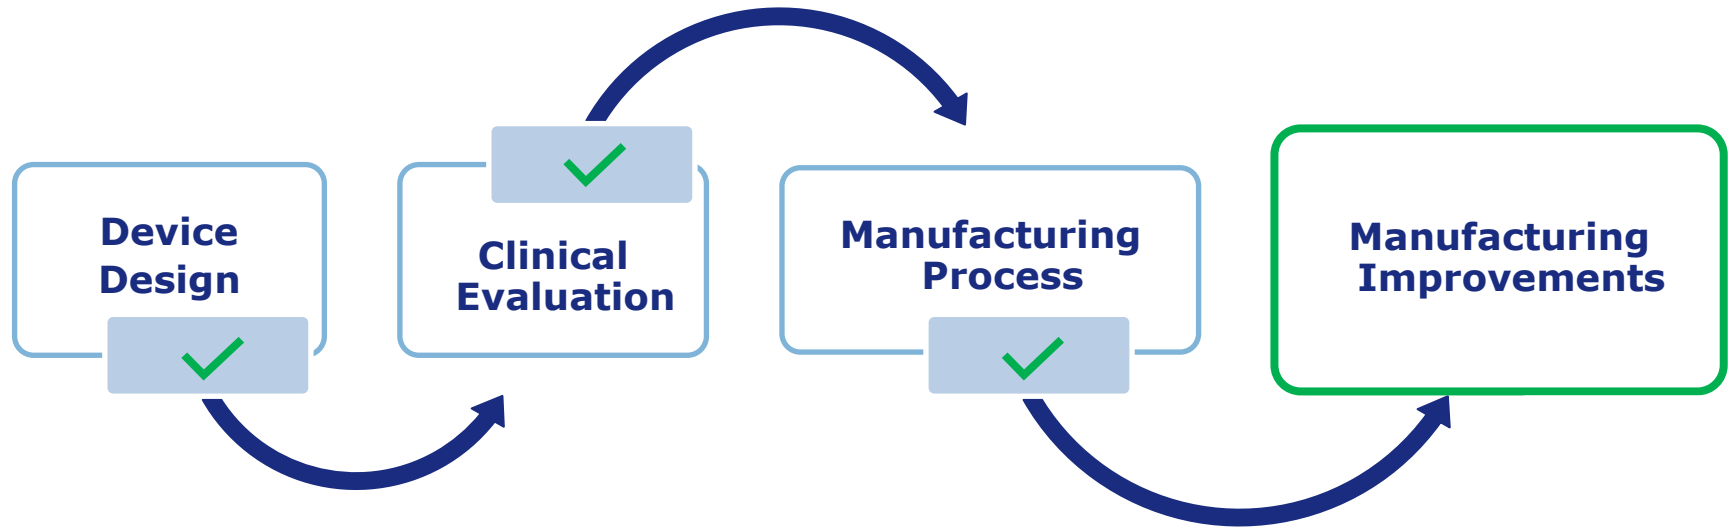 Device
Design
Clinical
Evaluation
Manufacturing
Process
Manufacturing
Improvements